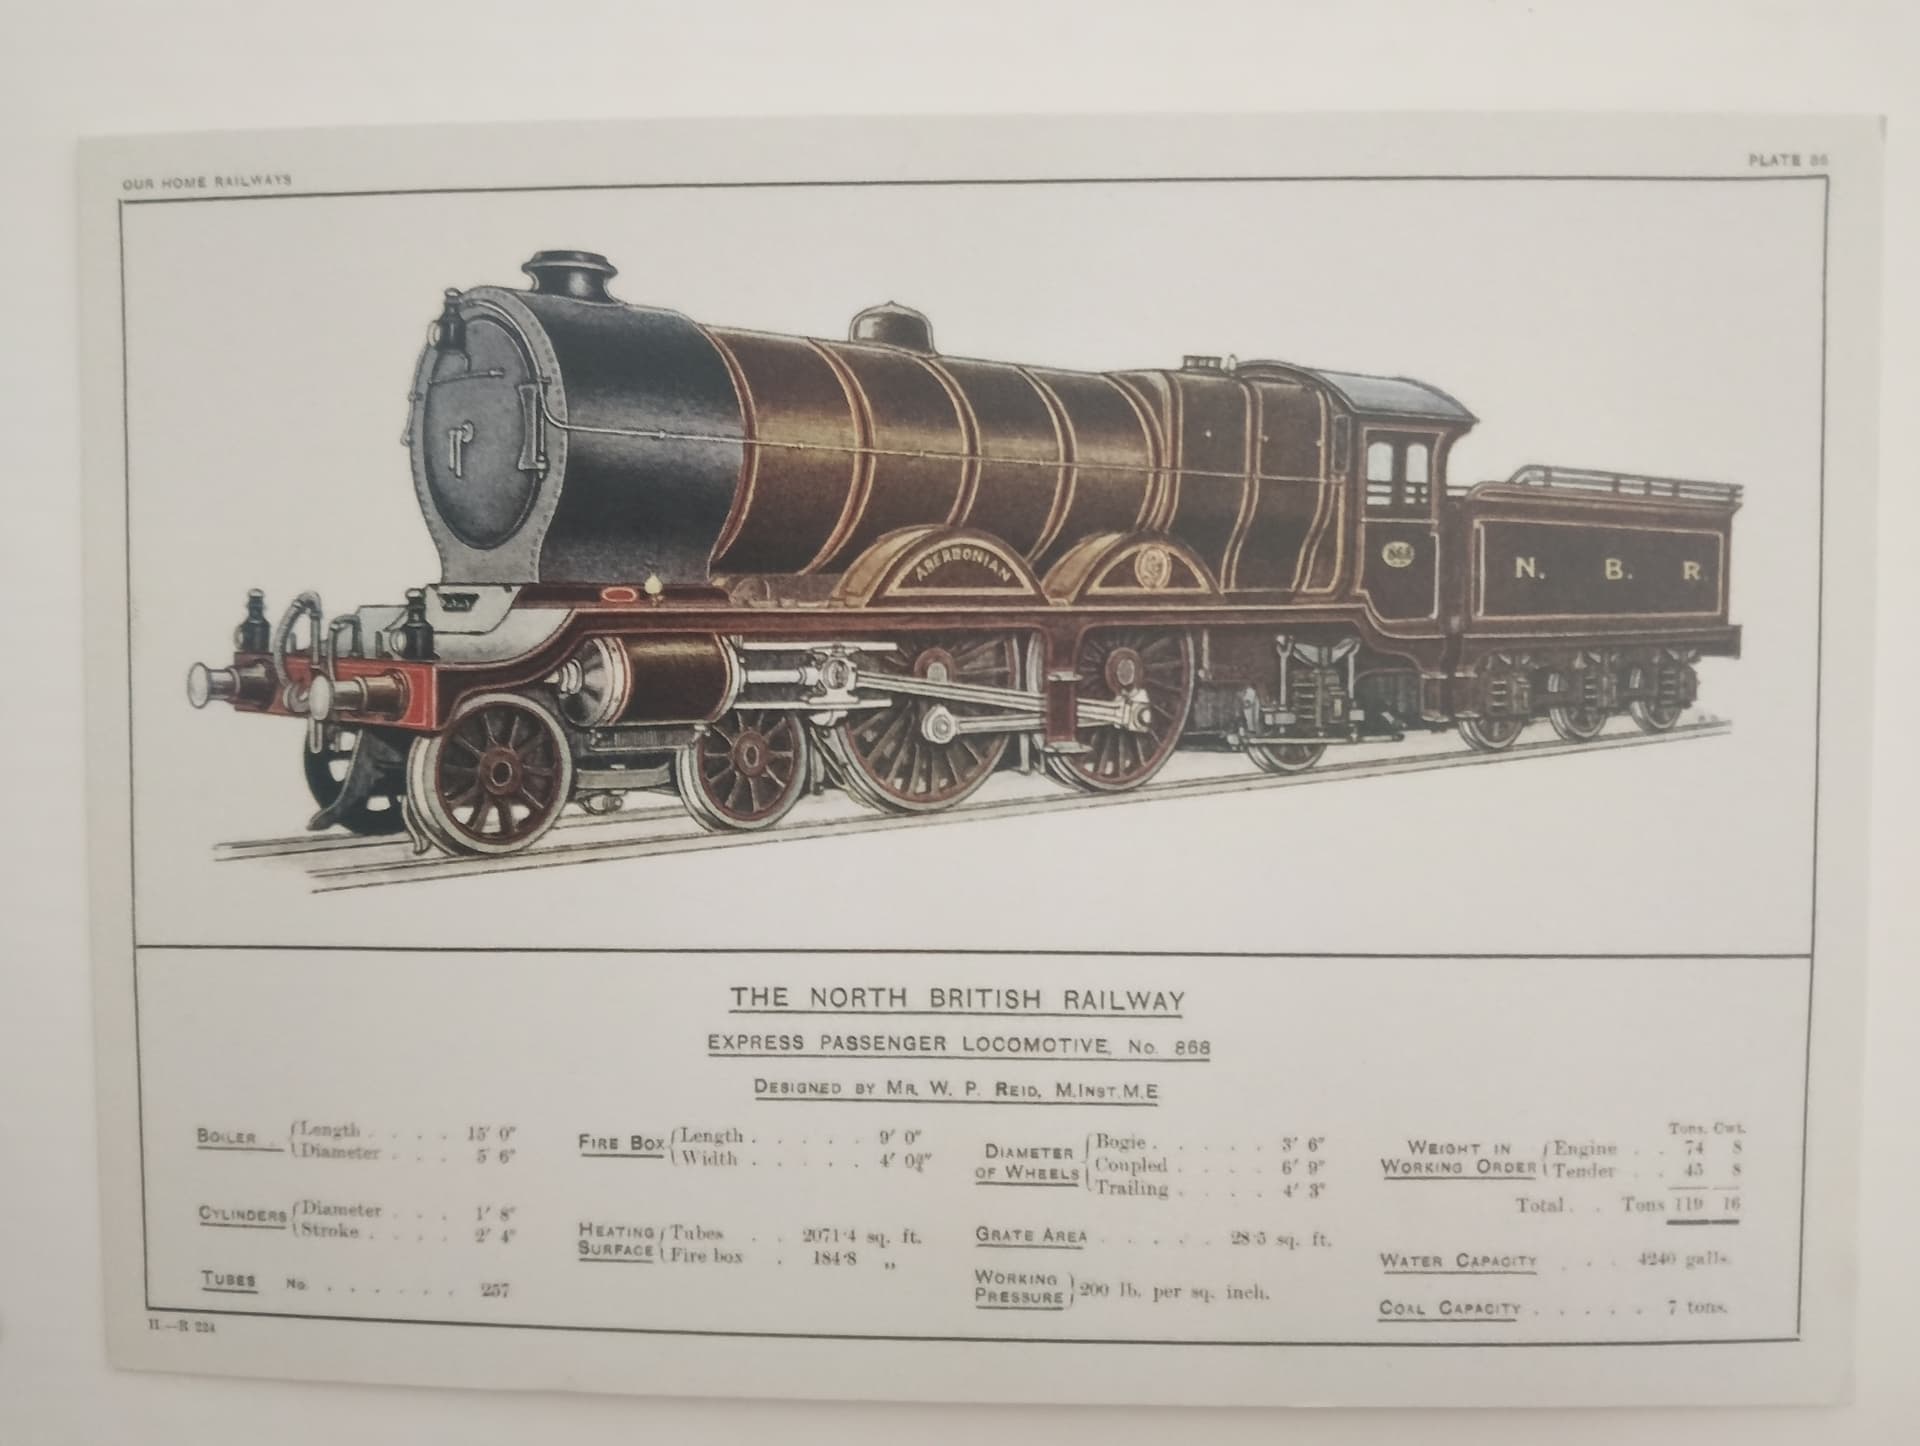 OUR HOME RAILWAYS
PLATE 36
ABERDONIAN
868
N. B. R.
THE NORTH BRITISH RAILWAY
EXPRESS PASSENGER LOCOMOTIVE, No. 868
DESIGNED BY MR. W. P. REID, M.INST.M.E.
BOILER { Length . . . . 15' 0"
Diameter . . . 5' 6"
CYLINDERS { Diameter . . . 1' 8"
Stroke . . . . 2' 4"
TUBES No. . . . . . . 257
FIRE BOX { Length . . . . . 9' 0"
Width . . . . . 4' 0¾"
HEATING SURFACE { Tubes . . 2071·4 sq. ft.
Fire box . 184·8 „
DIAMETER OF WHEELS { Bogie . . . . 3' 6"
Coupled . . . . 6' 9"
Trailing . . . . 4' 3"
GRATE AREA . . . . . 28·5 sq. ft.
WORKING PRESSURE } 200 lb. per sq. inch.
Tons. Cwt.
WEIGHT IN WORKING ORDER { Engine . . 74 8
Tender . . 45 8
Total . . Tons 119 16
WATER CAPACITY . . . 4240 galls.
COAL CAPACITY . . . . . 7 tons.
II.—R 224